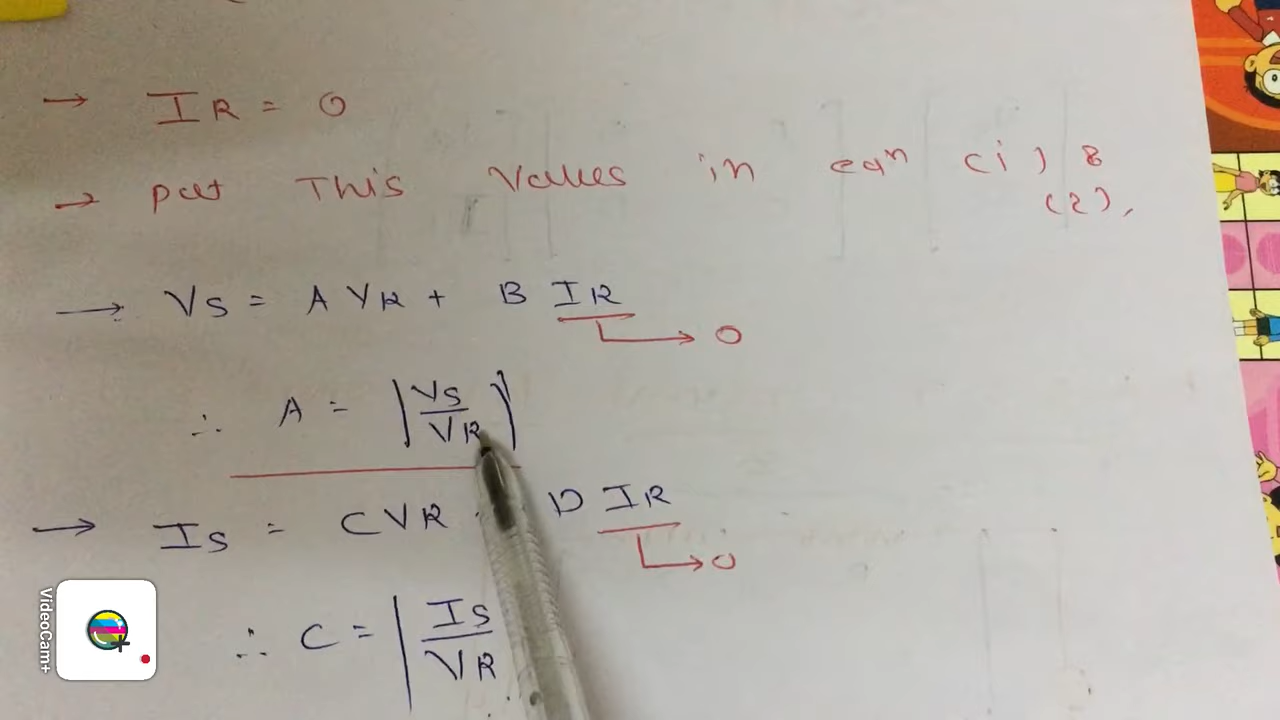 → IR = 0
→ put This Values in eqn (i) &
(2),
→ VS = A VR + B IR
→ 0
∴ A = | VS / VR |
→ IS = CVR D IR
→ 0
∴ C = | IS / VR
VideoCam+